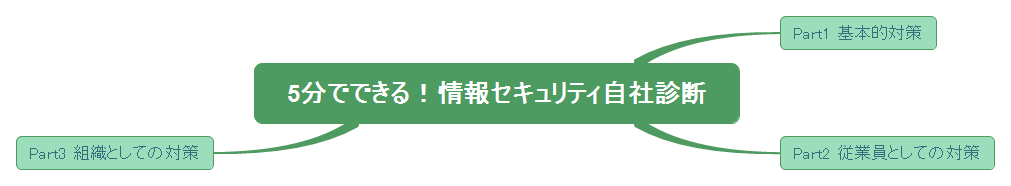 Part1 基本的対策
5分でできる！情報セキュリティ自社診断
Part3 組織としての対策
Part2 従業員としての対策